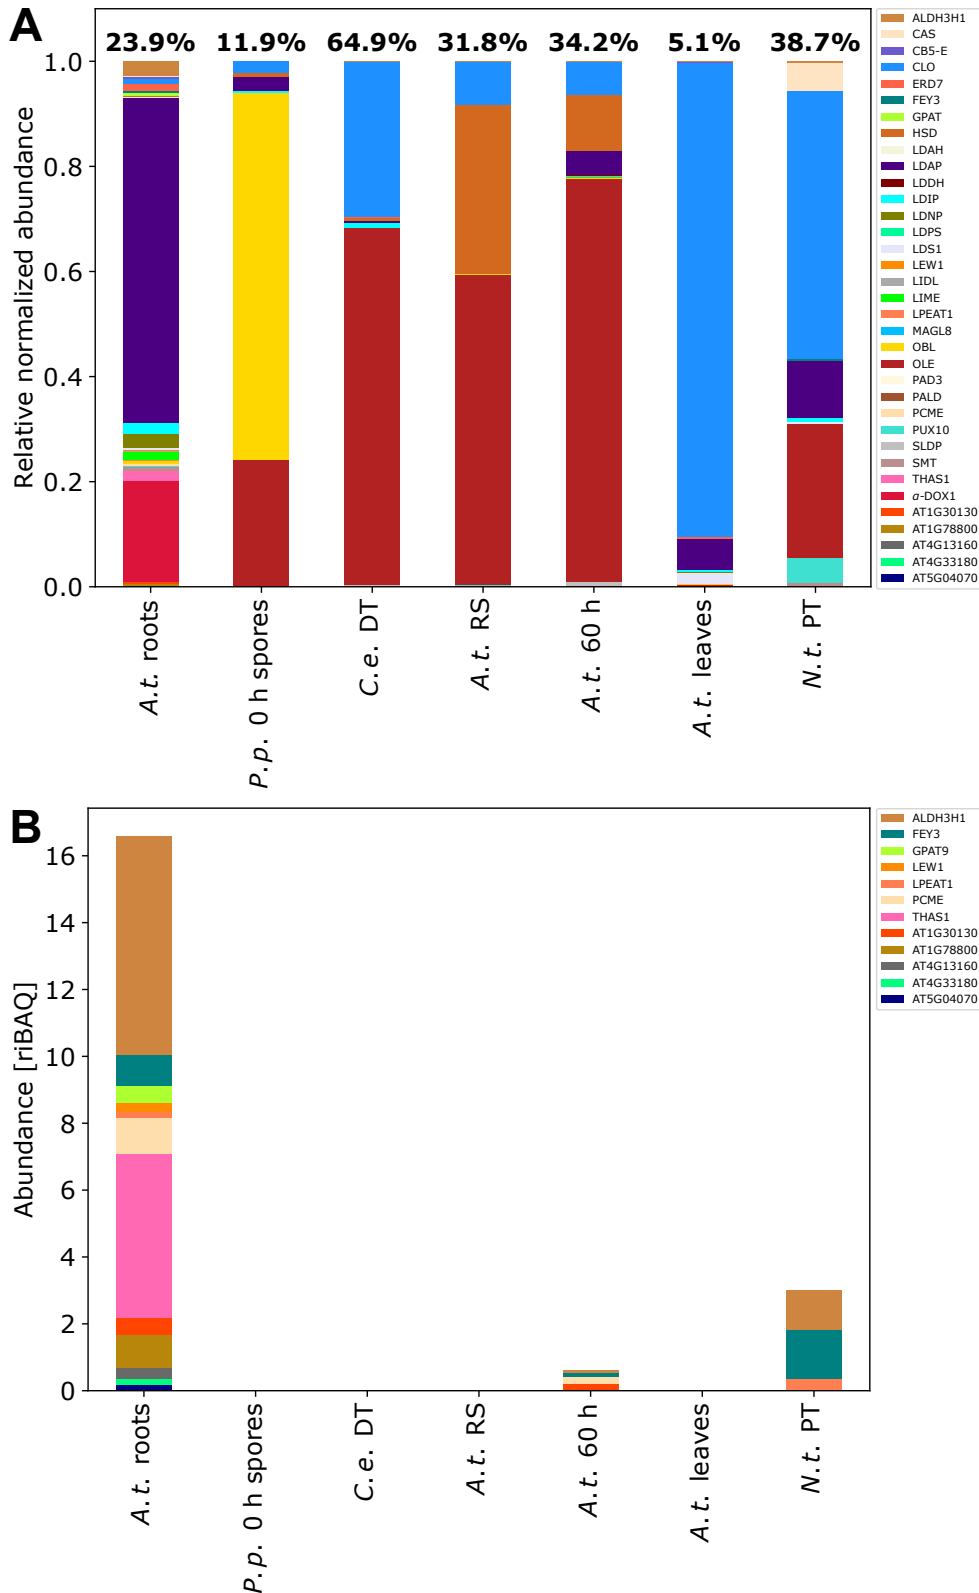 A
23.9% 11.9% 64.9% 31.8% 34.2% 5.1% 38.7%
Relative normalized abundance
1.0
0.8
0.6
0.4
0.2
0.0
A.t. roots
P.p. 0 h spores
C.e. DT
A.t. RS
A.t. 60 h
A.t. leaves
N.t. PT
ALDH3H1
CAS
CB5-E
CLO
ERD7
FEY3
GPAT
HSD
LDAH
LDAP
LDDH
LDIP
LDNP
LDPS
LDS1
LEW1
LIDL
LIME
LPEAT1
MAGL8
OBL
OLE
PAD3
PALD
PCME
PUX10
SLDP
SMT
THAS1
α-DOX1
AT1G30130
AT1G78800
AT4G13160
AT4G33180
AT5G04070
B
Abundance [riBAQ]
16
14
12
10
8
6
4
2
0
A.t. roots
P.p. 0 h spores
C.e. DT
A.t. RS
A.t. 60 h
A.t. leaves
N.t. PT
ALDH3H1
FEY3
GPAT9
LEW1
LPEAT1
PCME
THAS1
AT1G30130
AT1G78800
AT4G13160
AT4G33180
AT5G04070